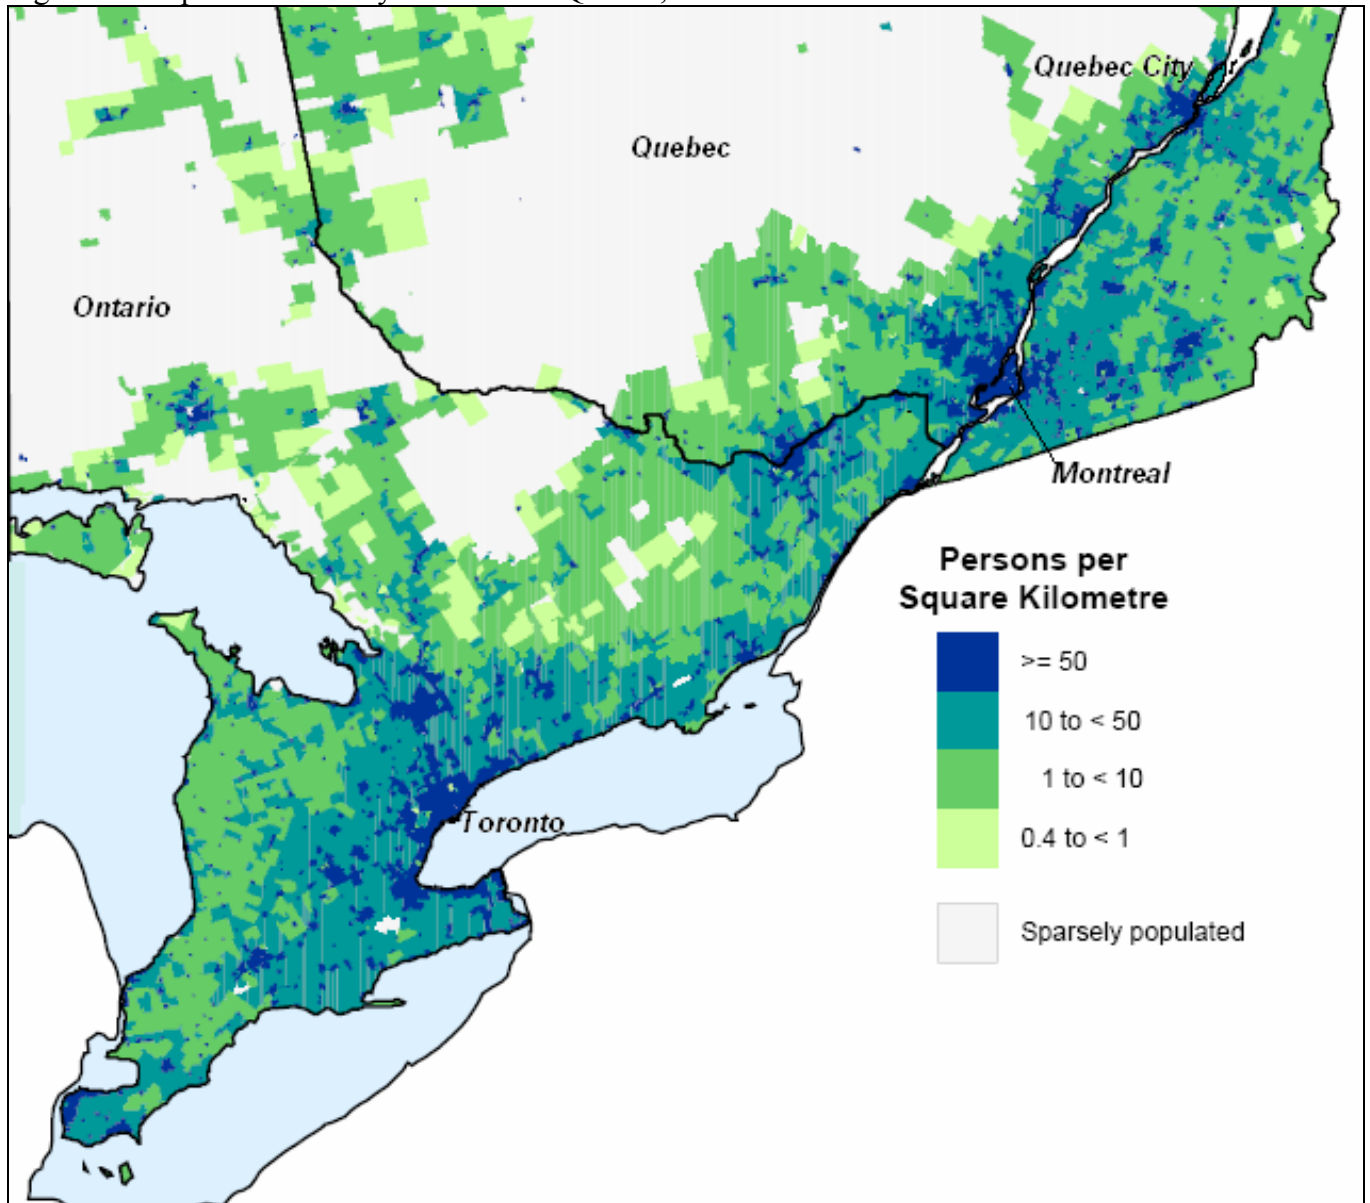 Quebec City
Quebec
Ontario
Montreal
Persons per
Square Kilometre
>= 50
10 to < 50
1 to < 10
0.4 to < 1
Toronto
Sparsely populated